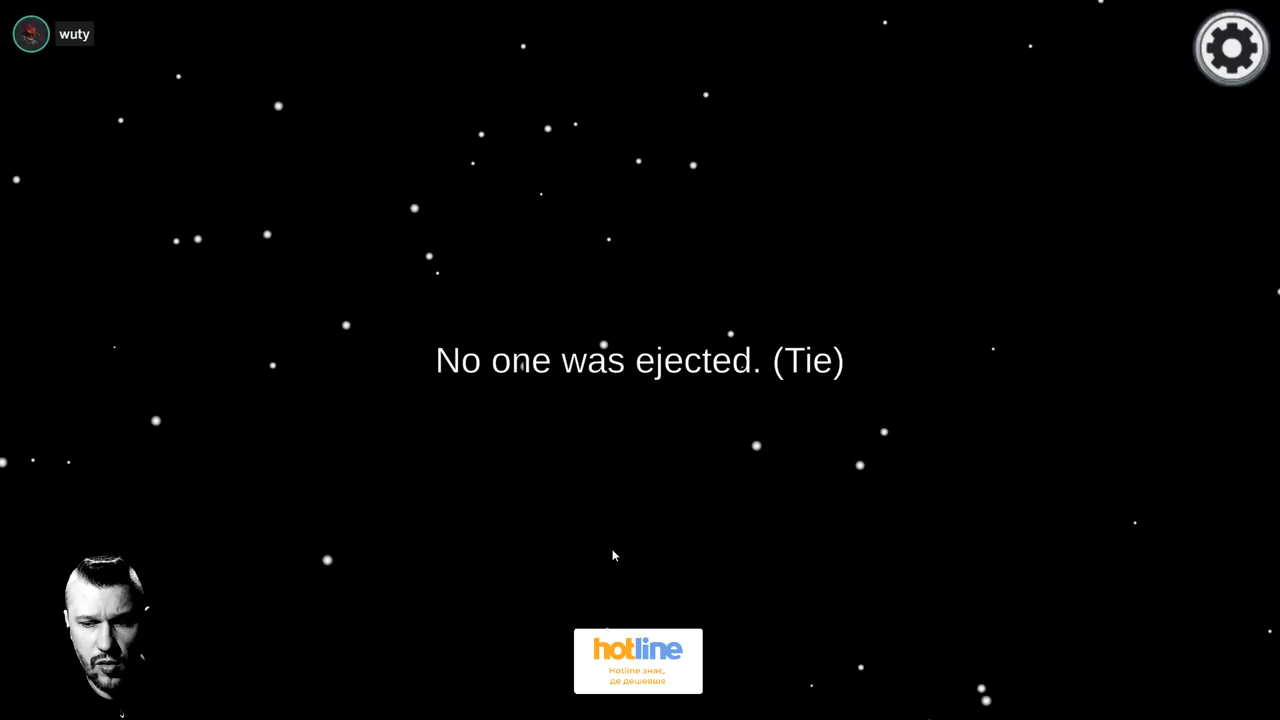 wuty
No one was ejected. (Tie)
hotline
Hotline знає,
де дешевше